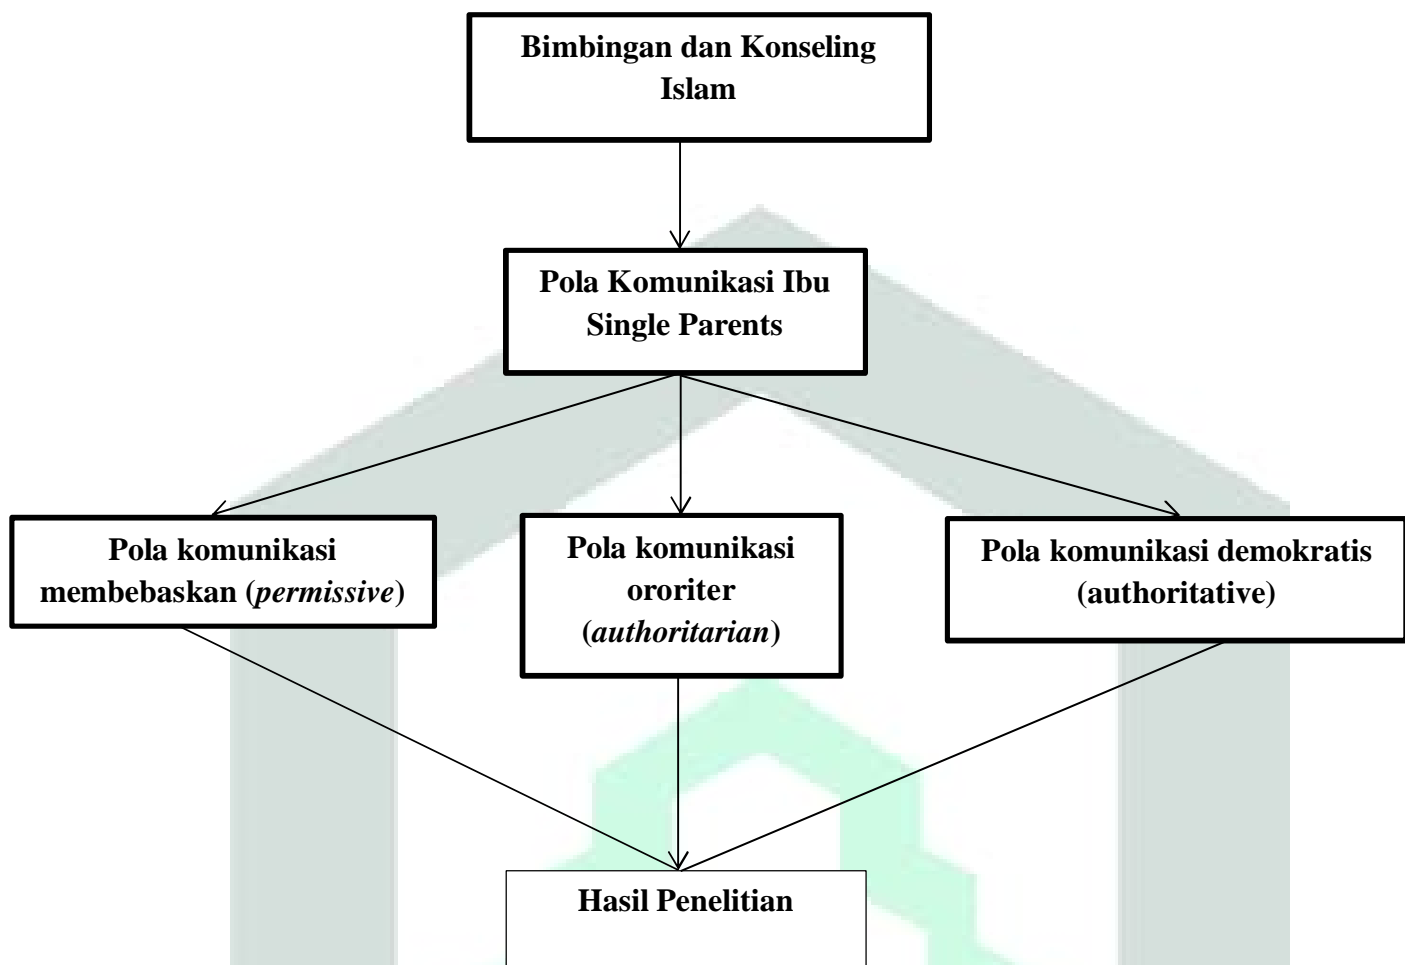 Bimbingan dan Konseling
Islam
Pola Komunikasi Ibu
Single Parents
Pola komunikasi
membebaskan (permissive)
Pola komunikasi
ororiter
(authoritarian)
Pola komunikasi demokratis
(authoritative)
Hasil Penelitian